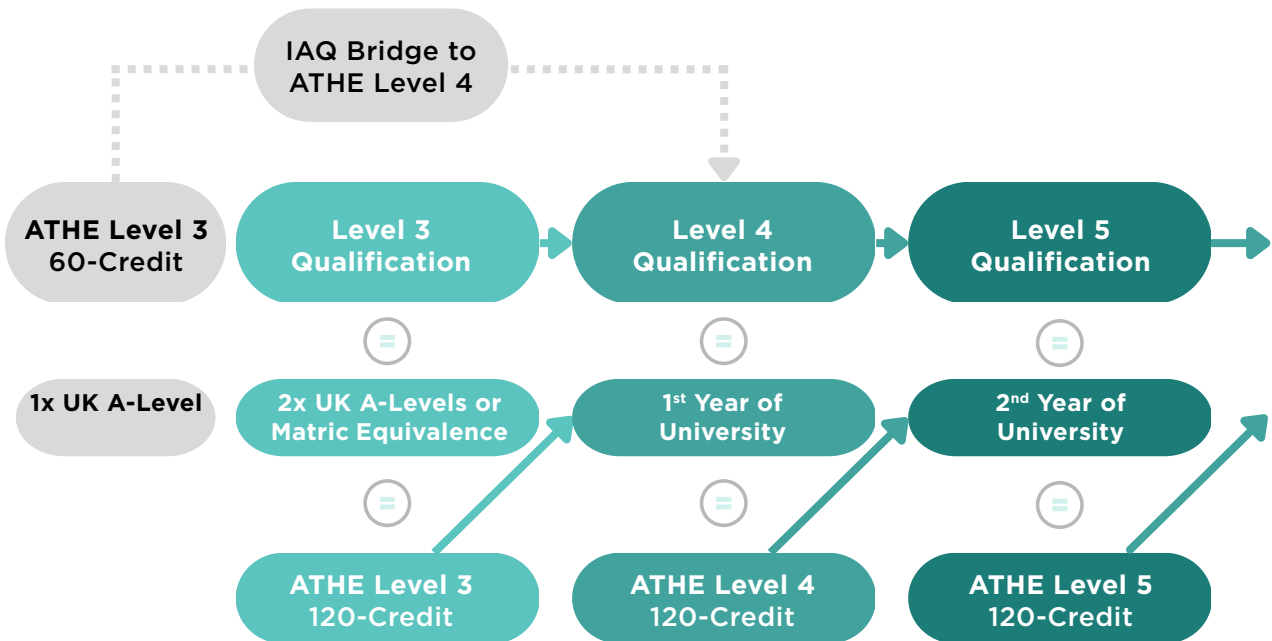 IAQ Bridge to
ATHE Level 4
ATHE Level 3
60-Credit
Level 3
Qualification
Level 4
Qualification
Level 5
Qualification
=
=
=
1x UK A-Level
2x UK A-Levels or
Matric Equivalence
1st Year of
University
2nd Year of
University
=
=
=
ATHE Level 3
120-Credit
ATHE Level 4
120-Credit
ATHE Level 5
120-Credit